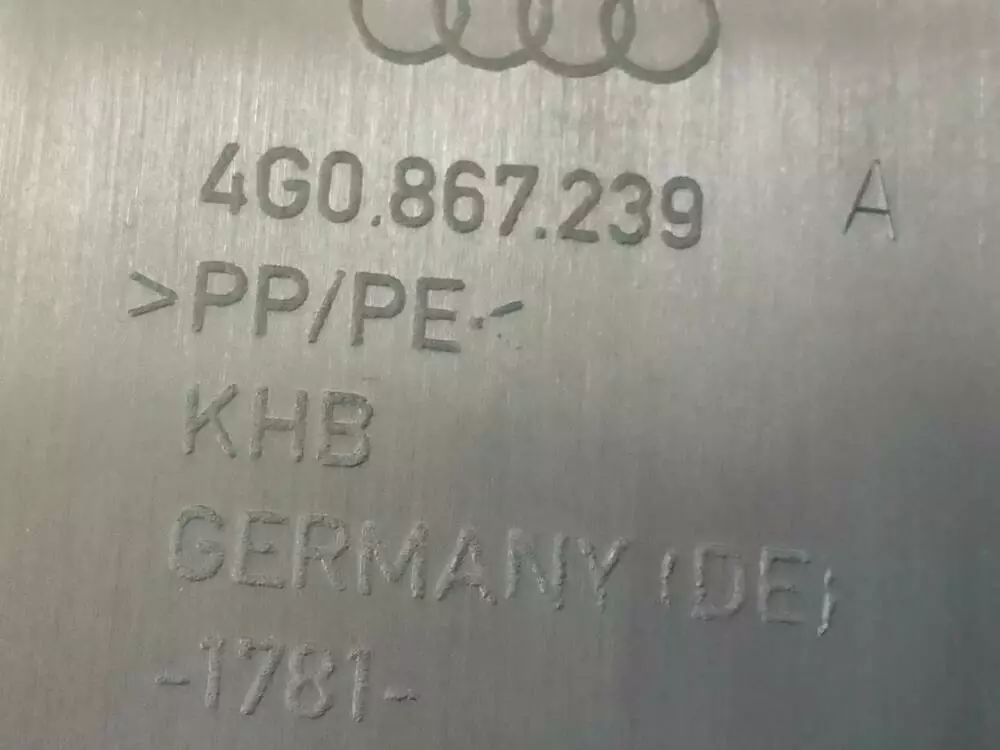 4G0.867.239 A
>PP/PE<
KHB
GERMANY (DE)
-1781-